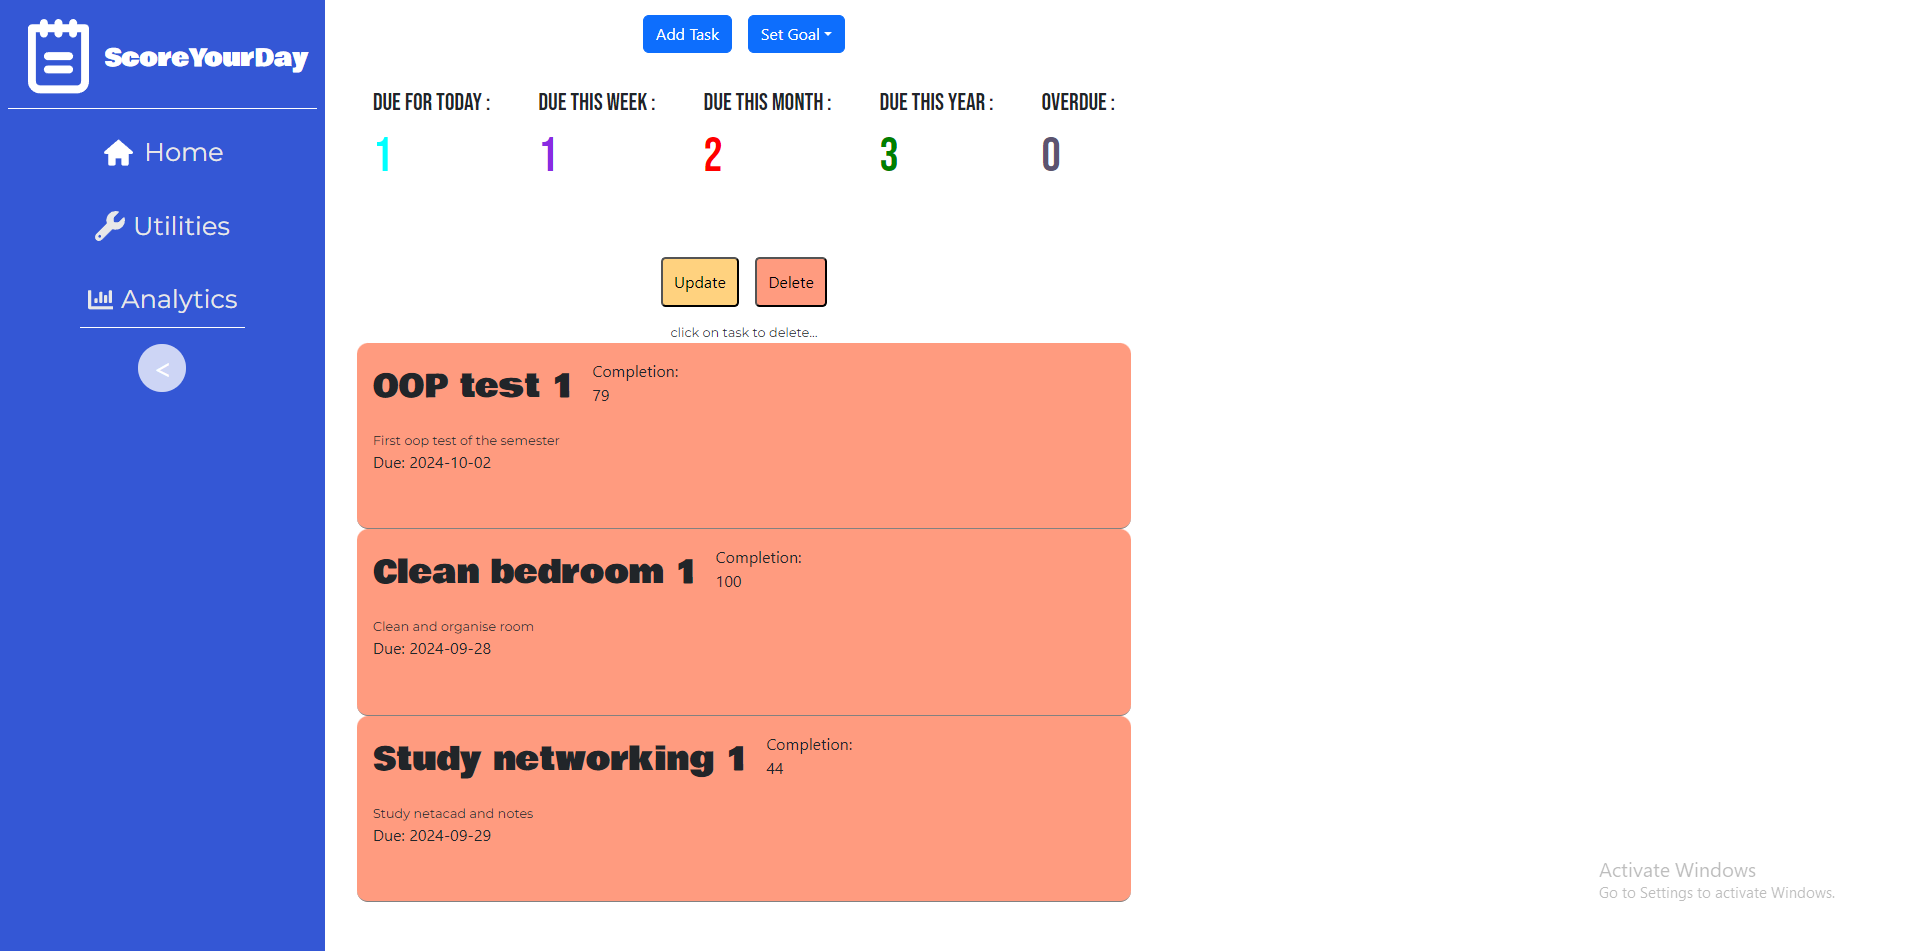 ScoreYourDay
Home
Utilities
Analytics
<
Add Task
Set Goal
DUE FOR TODAY :
1
DUE THIS WEEK :
1
DUE THIS MONTH :
2
DUE THIS YEAR :
3
OVERDUE :
0
Update
Delete
click on task to delete...
OOP test 1
Completion:
79
First oop test of the semester
Due: 2024-10-02
Clean bedroom 1
Completion:
100
Clean and organise room
Due: 2024-09-28
Study networking 1
Completion:
44
Study netacad and notes
Due: 2024-09-29
Activate Windows
Go to Settings to activate Windows.